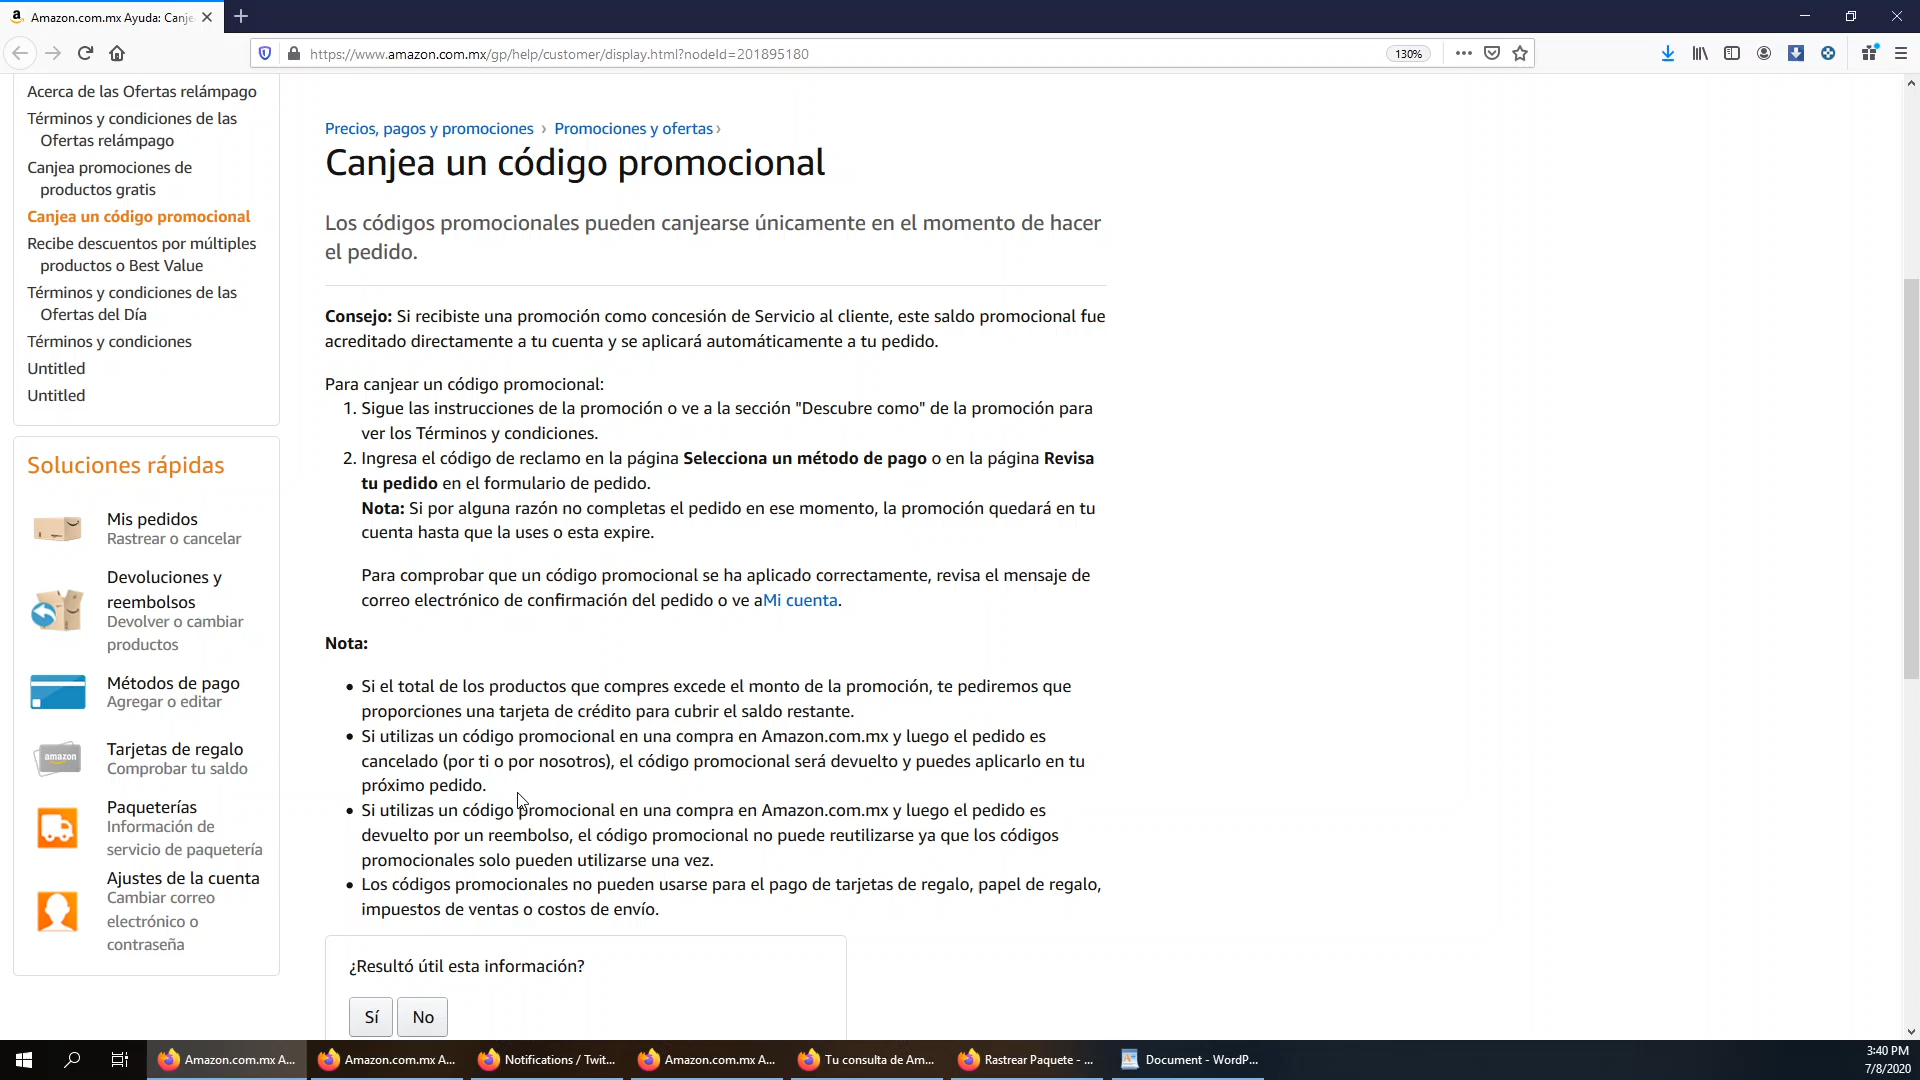 Amazon.com.mx Ayuda: Canje
https://www.amazon.com.mx/gp/help/customer/display.html?nodeId=201895180
130%
Acerca de las Ofertas relámpago
Términos y condiciones de las
Ofertas relámpago
Canjea promociones de
productos gratis
Canjea un código promocional
Recibe descuentos por múltiples
productos o Best Value
Términos y condiciones de las
Ofertas del Día
Términos y condiciones
Untitled
Untitled
Soluciones rápidas
Mis pedidos
Rastrear o cancelar
Devoluciones y
reembolsos
Devolver o cambiar
productos
Métodos de pago
Agregar o editar
amazon
Tarjetas de regalo
Comprobar tu saldo
Paqueterías
Información de
servicio de paquetería
Ajustes de la cuenta
Cambiar correo
electrónico o
contraseña
Precios, pagos y promociones › Promociones y ofertas ›
Canjea un código promocional
Los códigos promocionales pueden canjearse únicamente en el momento de hacer
el pedido.
Consejo: Si recibiste una promoción como concesión de Servicio al cliente, este saldo promocional fue
acreditado directamente a tu cuenta y se aplicará automáticamente a tu pedido.
Para canjear un código promocional:
1. Sigue las instrucciones de la promoción o ve a la sección "Descubre como" de la promoción para
ver los Términos y condiciones.
2. Ingresa el código de reclamo en la página Selecciona un método de pago o en la página Revisa
tu pedido en el formulario de pedido.
Nota: Si por alguna razón no completas el pedido en ese momento, la promoción quedará en tu
cuenta hasta que la uses o esta expire.
Para comprobar que un código promocional se ha aplicado correctamente, revisa el mensaje de
correo electrónico de confirmación del pedido o ve aMi cuenta.
Nota:
• Si el total de los productos que compres excede el monto de la promoción, te pediremos que
proporciones una tarjeta de crédito para cubrir el saldo restante.
• Si utilizas un código promocional en una compra en Amazon.com.mx y luego el pedido es
cancelado (por ti o por nosotros), el código promocional será devuelto y puedes aplicarlo en tu
próximo pedido.
• Si utilizas un código promocional en una compra en Amazon.com.mx y luego el pedido es
devuelto por un reembolso, el código promocional no puede reutilizarse ya que los códigos
promocionales solo pueden utilizarse una vez.
• Los códigos promocionales no pueden usarse para el pago de tarjetas de regalo, papel de regalo,
impuestos de ventas o costos de envío.
¿Resultó útil esta información?
Sí No
Amazon.com.mx A...
Amazon.com.mx A...
Notifications / Twit...
Amazon.com.mx A...
Tu consulta de Am...
Rastrear Paquete - ...
Document - WordP...
3:40 PM
7/8/2020